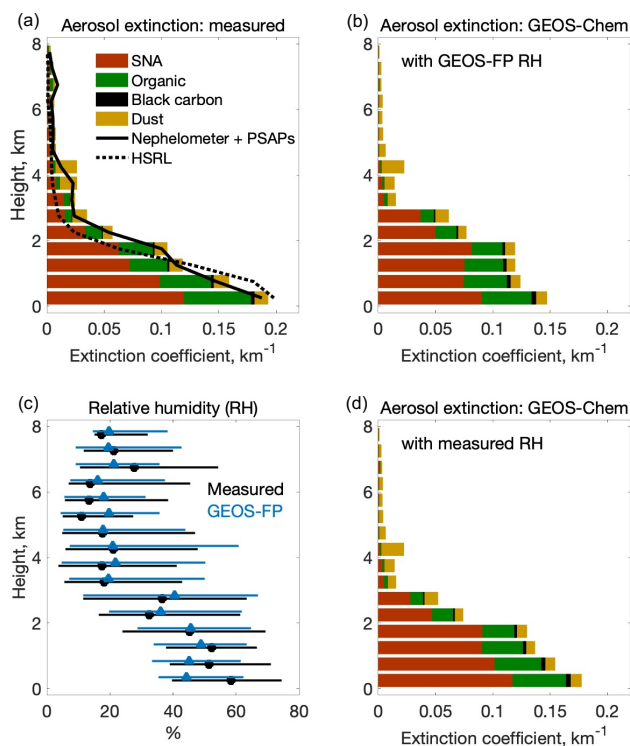 (a) Aerosol extinction: measured
8
6
4
2
0
Height, km
SNA
Organic
Black carbon
Dust
Nephelometer + PSAPs
HSRL
0 0.05 0.1 0.15 0.2
Extinction coefficient, km-1
(b) Aerosol extinction: GEOS-Chem
with GEOS-FP RH
8
6
4
2
0
0 0.05 0.1 0.15 0.2
Extinction coefficient, km-1
(c) Relative humidity (RH)
8
6
4
2
0
Height, km
Measured
GEOS-FP
0 20 40 60 80
%
(d) Aerosol extinction: GEOS-Chem
with measured RH
8
6
4
2
0
0 0.05 0.1 0.15 0.2
Extinction coefficient, km-1